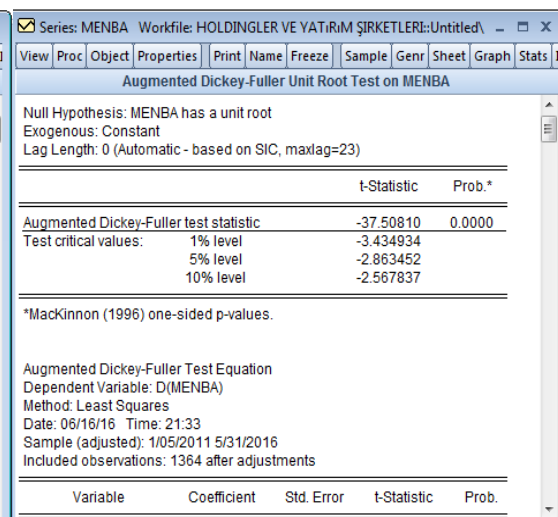 Series: MENBA Workfile: HOLDINGLER VE YATıRıM ŞIRKETLERI::Untitled\
View Proc Object Properties Print Name Freeze Sample Genr Sheet Graph Stats
Augmented Dickey-Fuller Unit Root Test on MENBA
Null Hypothesis: MENBA has a unit root
Exogenous: Constant
Lag Length: 0 (Automatic - based on SIC, maxlag=23)
t-Statistic Prob.*
Augmented Dickey-Fuller test statistic -37.50810 0.0000
Test critical values: 1% level -3.434934
5% level -2.863452
10% level -2.567837
*MacKinnon (1996) one-sided p-values.
Augmented Dickey-Fuller Test Equation
Dependent Variable: D(MENBA)
Method: Least Squares
Date: 06/16/16 Time: 21:33
Sample (adjusted): 1/05/2011 5/31/2016
Included observations: 1364 after adjustments
Variable Coefficient Std. Error t-Statistic Prob.